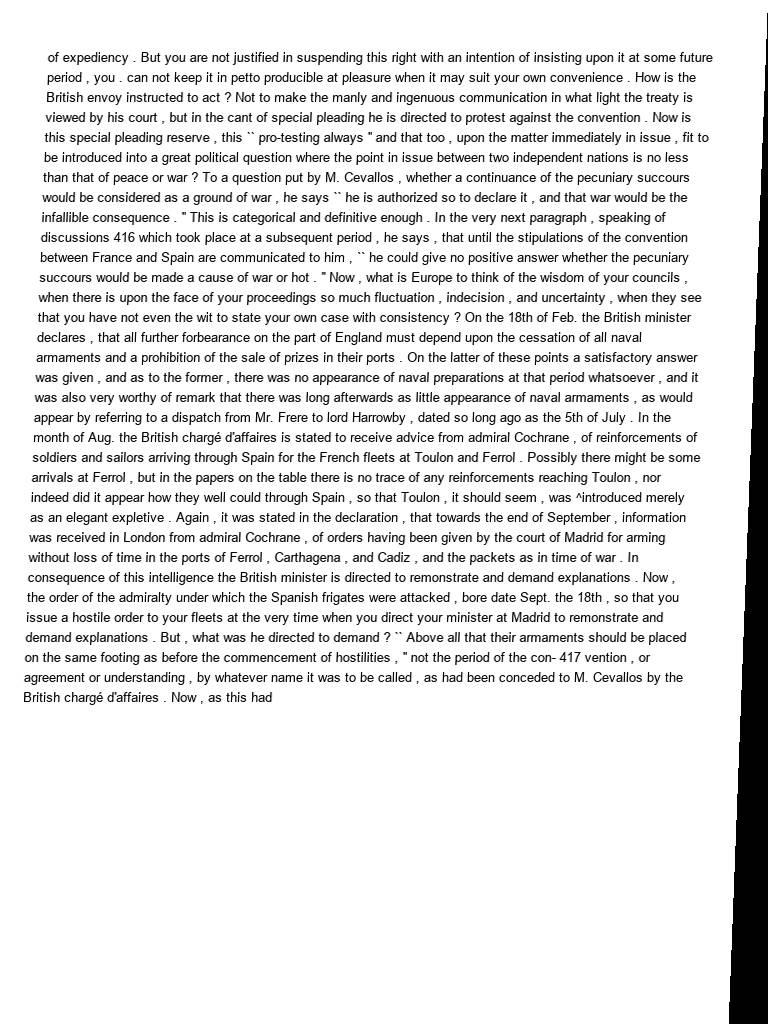 of expediency . But you are not justified in suspending this right with an intention of insisting upon it at some future
period , you . can not keep it in petto producible at pleasure when it may suit your own convenience . How is the
British envoy instructed to act ? Not to make the manly and ingenuous communication in what light the treaty is
viewed by his court , but in the cant of special pleading he is directed to protest against the convention . Now is
this special pleading reserve , this `` pro-testing always " and that too , upon the matter immediately in issue , fit to
be introduced into a great political question where the point in issue between two independent nations is no less
than that of peace or war ? To a question put by M. Cevallos , whether a continuance of the pecuniary succours
would be considered as a ground of war , he says `` he is authorized so to declare it , and that war would be the
infallible consequence . " This is categorical and definitive enough . In the very next paragraph , speaking of
discussions 416 which took place at a subsequent period , he says , that until the stipulations of the convention
between France and Spain are communicated to him , `` he could give no positive answer whether the pecuniary
succours would be made a cause of war or hot . " Now , what is Europe to think of the wisdom of your councils ,
when there is upon the face of your proceedings so much fluctuation , indecision , and uncertainty , when they see
that you have not even the wit to state your own case with consistency ? On the 18th of Feb. the British minister
declares , that all further forbearance on the part of England must depend upon the cessation of all naval
armaments and a prohibition of the sale of prizes in their ports . On the latter of these points a satisfactory answer
was given , and as to the former , there was no appearance of naval preparations at that period whatsoever , and it
was also very worthy of remark that there was long afterwards as little appearance of naval armaments , as would
appear by referring to a dispatch from Mr. Frere to lord Harrowby , dated so long ago as the 5th of July . In the
month of Aug. the British chargé d'affaires is stated to receive advice from admiral Cochrane , of reinforcements of
soldiers and sailors arriving through Spain for the French fleets at Toulon and Ferrol . Possibly there might be some
arrivals at Ferrol , but in the papers on the table there is no trace of any reinforcements reaching Toulon , nor
indeed did it appear how they well could through Spain , so that Toulon , it should seem , was ^introduced merely
as an elegant expletive . Again , it was stated in the declaration , that towards the end of September , information
was received in London from admiral Cochrane , of orders having been given by the court of Madrid for arming
without loss of time in the ports of Ferrol , Carthagena , and Cadiz , and the packets as in time of war . In
consequence of this intelligence the British minister is directed to remonstrate and demand explanations . Now ,
the order of the admiralty under which the Spanish frigates were attacked , bore date Sept. the 18th , so that you
issue a hostile order to your fleets at the very time when you direct your minister at Madrid to remonstrate and
demand explanations . But , what was he directed to demand ? `` Above all that their armaments should be placed
on the same footing as before the commencement of hostilities , " not the period of the con- 417 vention , or
agreement or understanding , by whatever name it was to be called , as had been conceded to M. Cevallos by the
British chargé d'affaires . Now , as this had